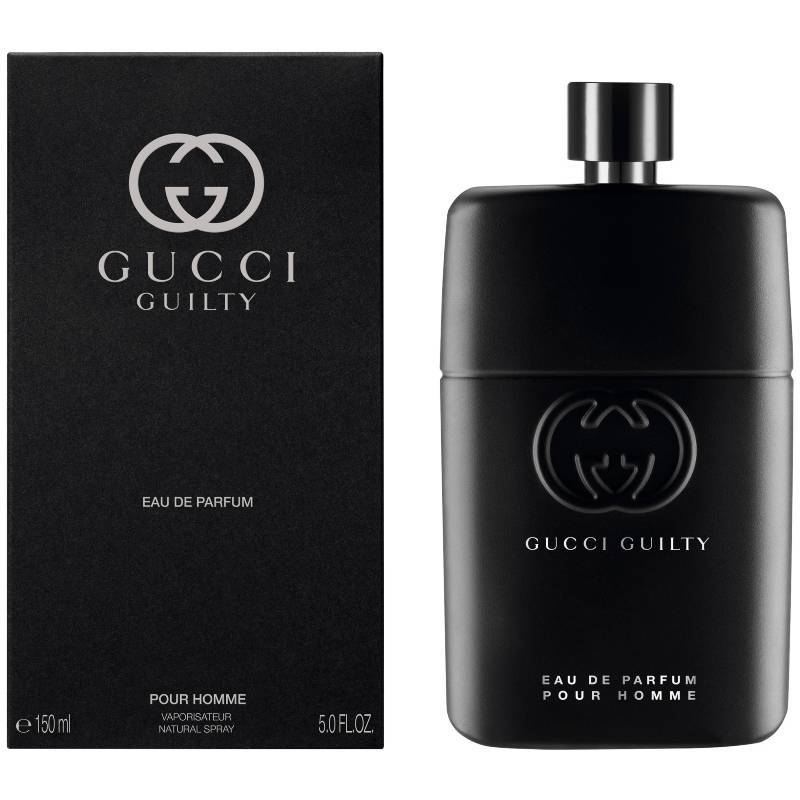 GUCCI
GUILTY
EAU DE PARFUM
POUR HOMME
VAPORISATEUR
NATURAL SPRAY
℮ 150 ml
5.0 FL.OZ.
GUCCI GUILTY
EAU DE PARFUM
POUR HOMME